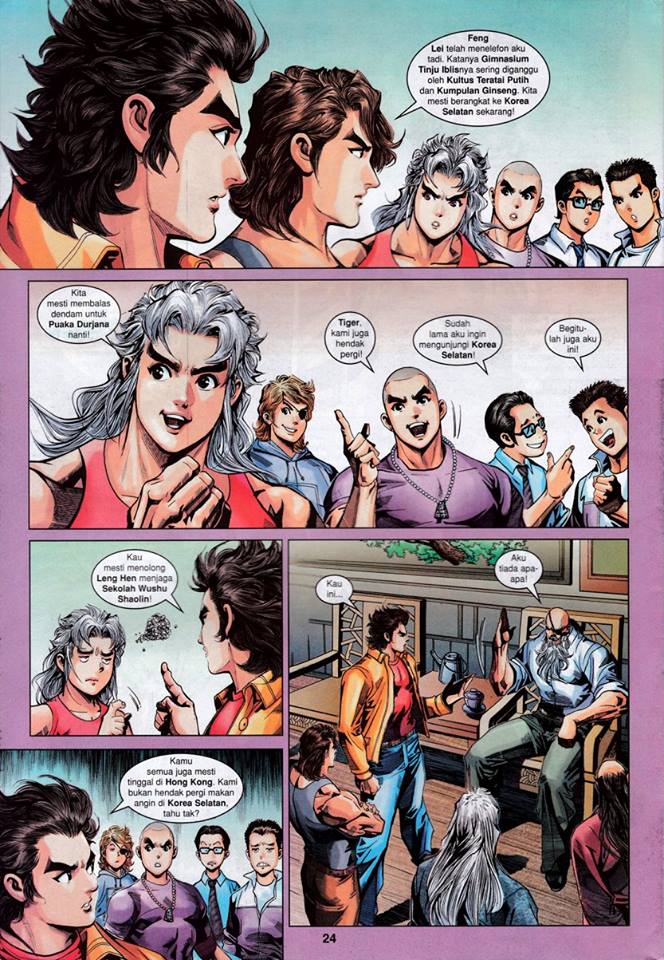 Feng
Lei telah menelefon aku
tadi. Katanya Gimnasium
Tinju Iblisnya sering diganggu
oleh Kultus Teratai Putih
dan Kumpulan Ginseng. Kita
mesti berangkat ke Korea
Selatan sekarang!
Kita
mesti membalas
dendam untuk
Puaka Durjana
nanti!
Tiger,
kami juga
hendak
pergi!
Sudah
lama aku ingin
mengunjungi Korea
Selatan!
Begitu-
lah juga aku
ini!
Kau
mesti menolong
Leng Hen menjaga
Sekolah Wushu
Shaolin!
Kau
ini...
Aku
tiada apa-
apa!
Kamu
semua juga mesti
tinggal di Hong Kong. Kami
bukan hendak pergi makan
angin di Korea Selatan,
tahu tak?
24